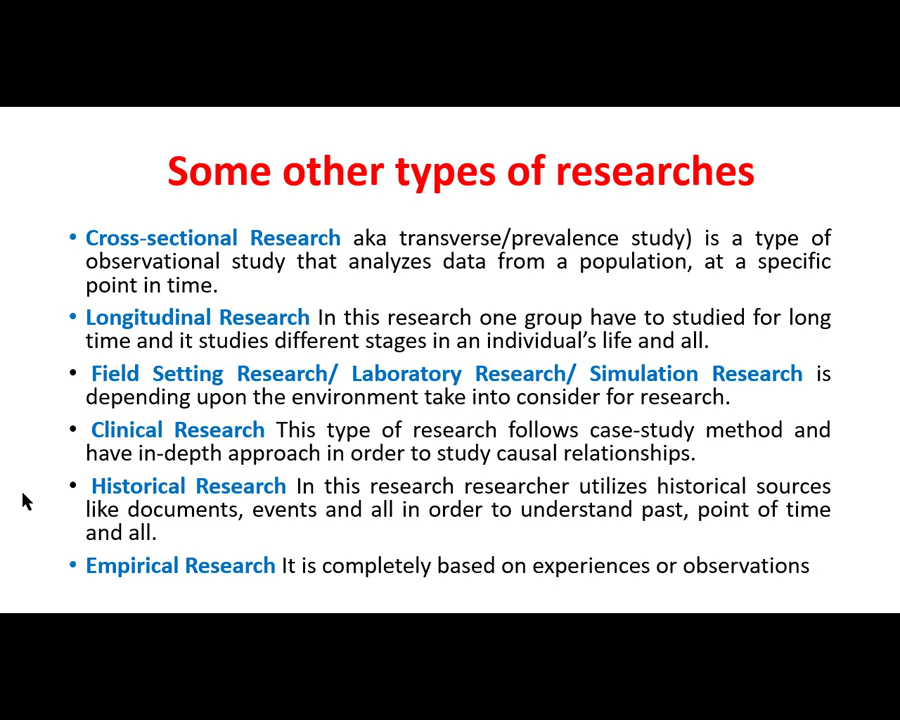 Some other types of researches
• Cross-sectional Research aka transverse/prevalence study) is a type of
observational study that analyzes data from a population, at a specific
point in time.
• Longitudinal Research In this research one group have to studied for long
time and it studies different stages in an individual's life and all.
• Field Setting Research/ Laboratory Research/ Simulation Research is
depending upon the environment take into consider for research.
• Clinical Research This type of research follows case-study method and
have in-depth approach in order to study causal relationships.
• Historical Research In this research researcher utilizes historical sources
like documents, events and all in order to understand past, point of time
and all.
• Empirical Research It is completely based on experiences or observations